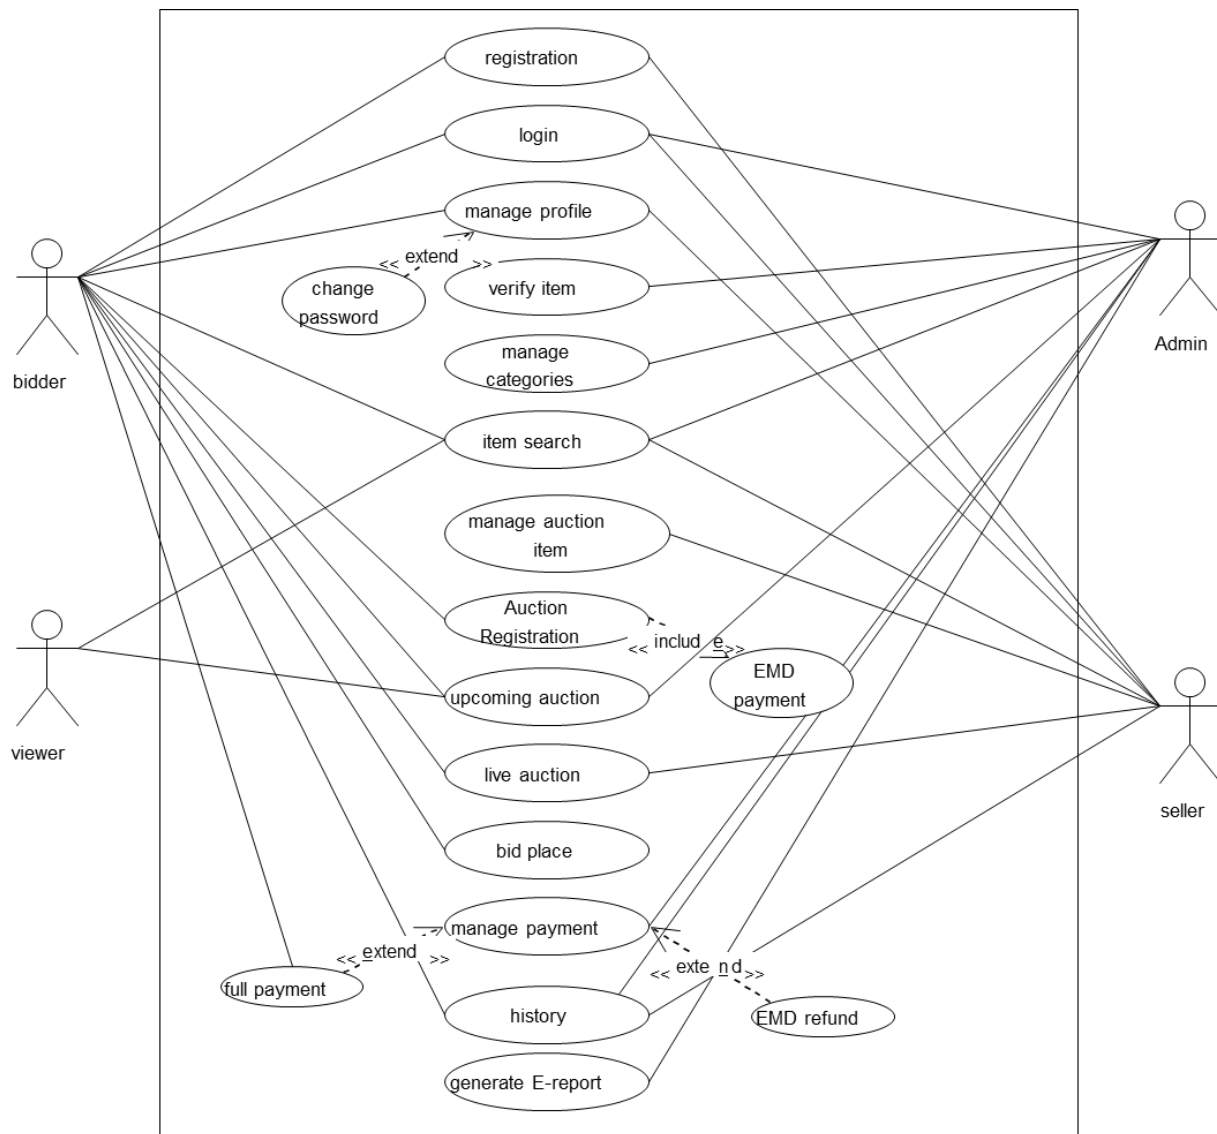 registration
login
manage profile
<< extend >>
change
password
verify item
bidder
Admin
manage
categories
item search
manage auction
item
Auction
Registration
<< include >>
EMD
payment
upcoming auction
viewer
live auction
seller
bid place
manage payment
<< extend >>
<< extend >>
full payment
history
EMD refund
generate E-report